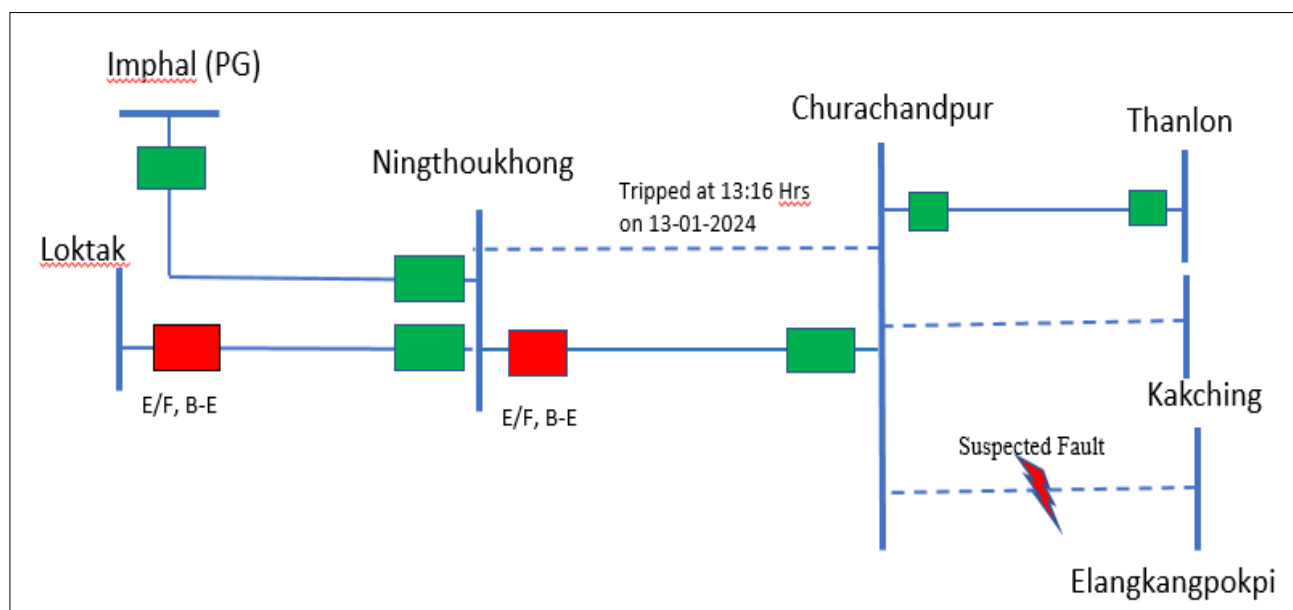 Imphal (PG)
Churachandpur
Thanlon
Ningthoukhong
Tripped at 13:16 Hrs
on 13-01-2024
Loktak
E/F, B-E
E/F, B-E
Kakching
Suspected Fault
Elangkangpokpi